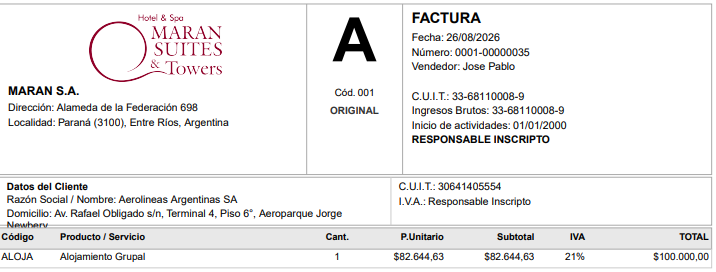 Hotel & Spa
MARAN
SUITES
& Towers
MARAN S.A.
Dirección: Alameda de la Federación 698
Localidad: Paraná (3100), Entre Ríos, Argentina
A
Cód. 001
ORIGINAL
FACTURA
Fecha: 26/08/2026
Número: 0001-00000035
Vendedor: Jose Pablo
C.U.I.T.: 33-68110008-9
Ingresos Brutos: 33-68110008-9
Inicio de actividades: 01/01/2000
RESPONSABLE INSCRIPTO
Datos del Cliente
Razón Social / Nombre: Aerolineas Argentinas SA
Domicilio: Av. Rafael Obligado s/n, Terminal 4, Piso 6°, Aeroparque Jorge
Newbery
C.U.I.T.: 30641405554
I.V.A.: Responsable Inscripto
Código Producto / Servicio Cant. P.Unitario Subtotal IVA TOTAL
ALOJA Alojamiento Grupal 1 $82.644,63 $82.644,63 21% $100.000,00